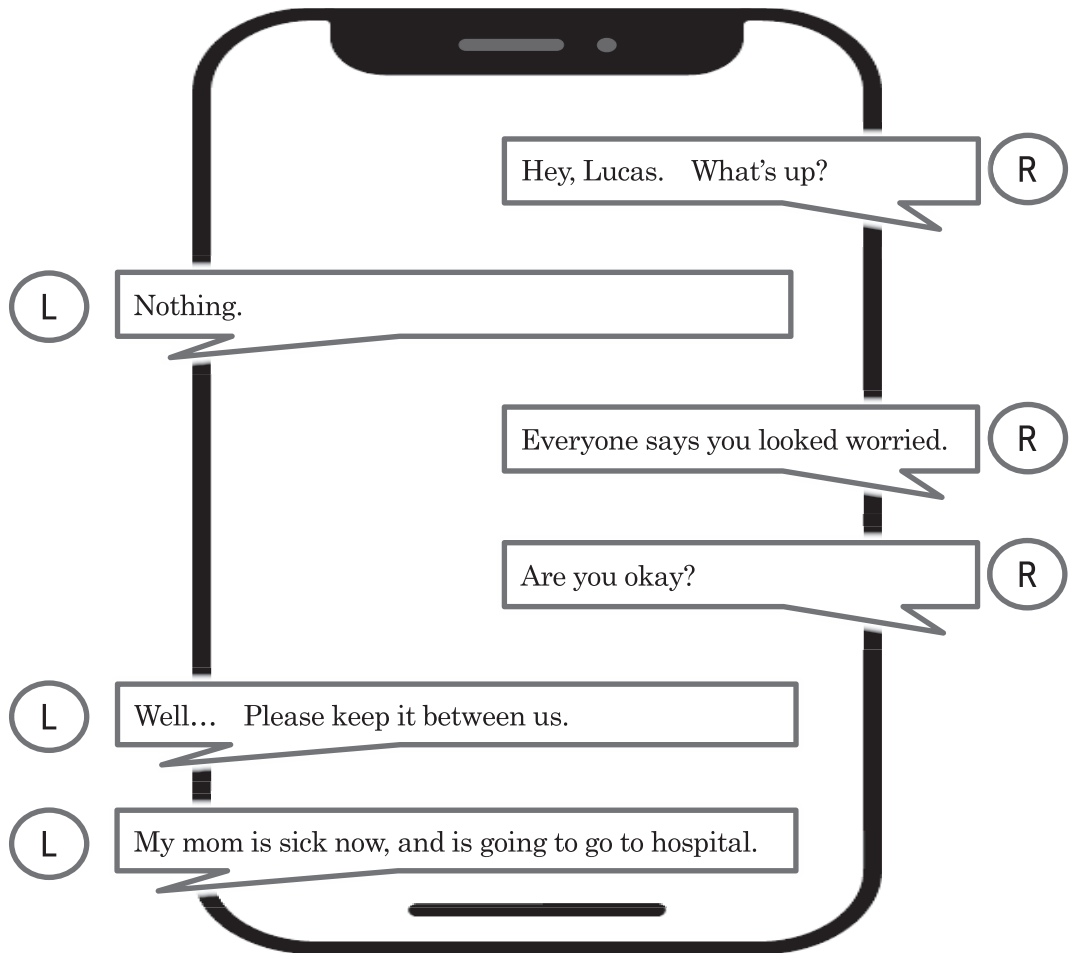 Hey, Lucas. What's up?
R
L
Nothing.
Everyone says you looked worried.
R
Are you okay?
R
L
Well... Please keep it between us.
L
My mom is sick now, and is going to go to hospital.